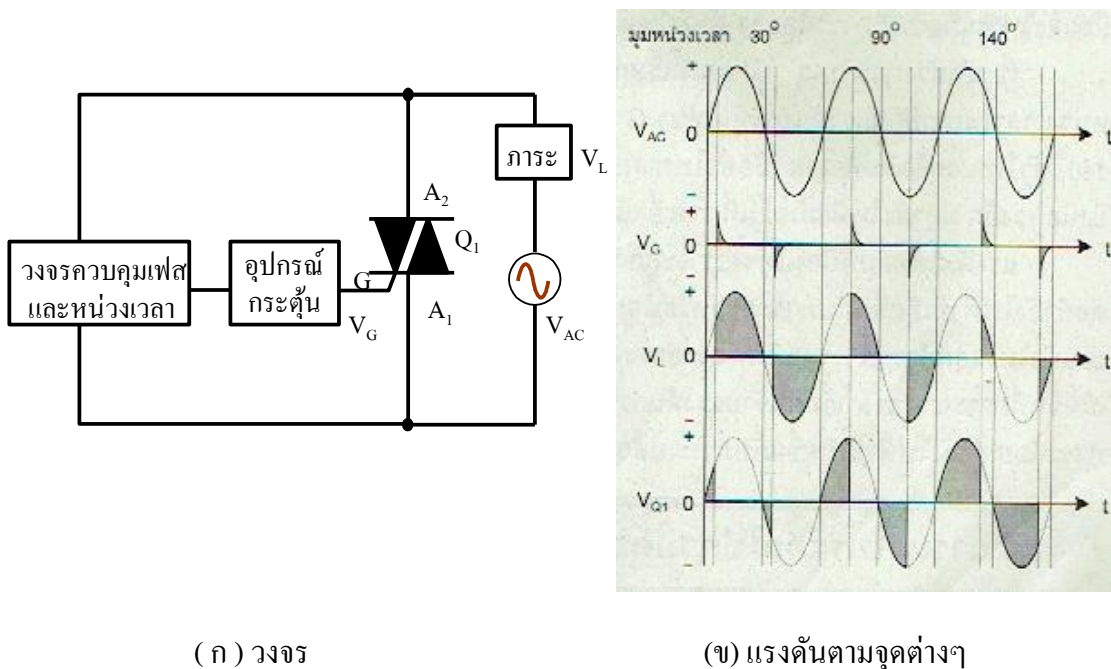 ภาระ
V_L
A_2
Q_1
วงจรควบคุมเฟส
และหน่วงเวลา
อุปกรณ์
กระตุ้น
G
V_G
A_1
V_AC
มุมหน่วงเวลา 30° 90° 140°
+
V_AC 0 t
-
+
V_G 0 t
-
+
V_L 0 t
-
+
V_Q1 0 t
-
( ก ) วงจร
(ข) แรงดันตามจุดต่างๆ